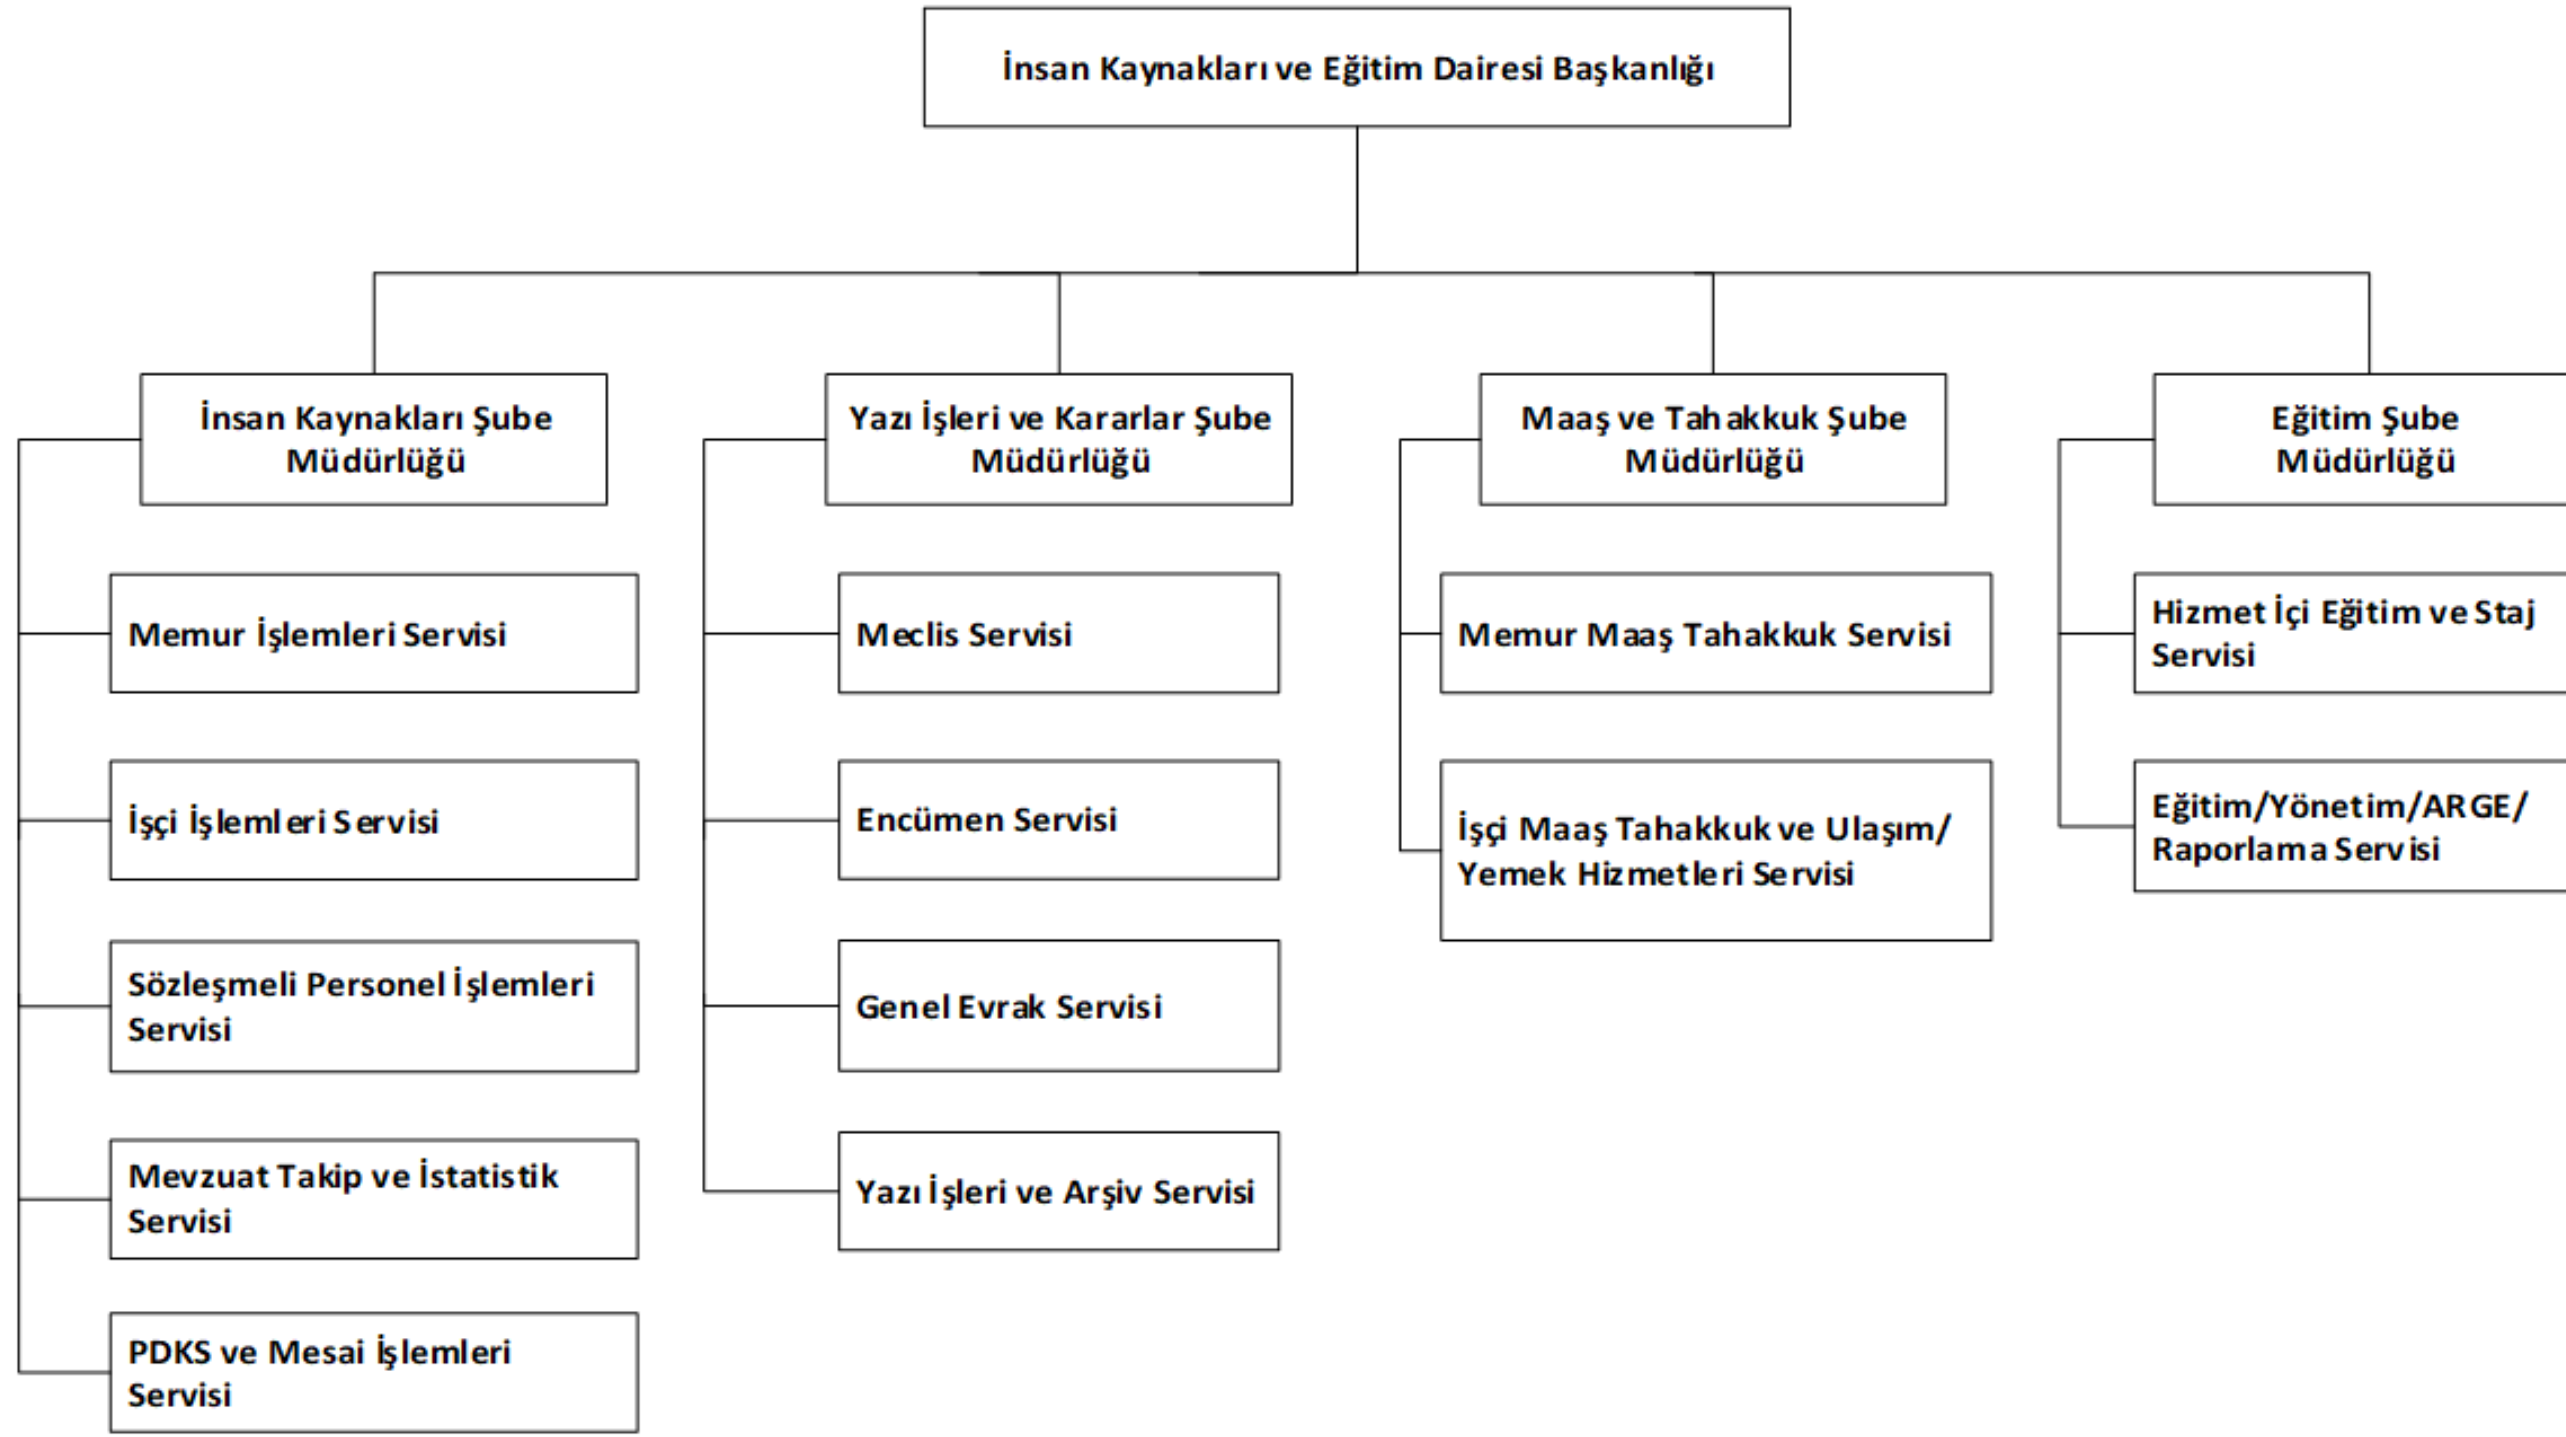 İnsan Kaynakları ve Eğitim Dairesi Başkanlığı
İnsan Kaynakları Şube
Müdürlüğü
Memur İşlemleri Servisi
İşçi İşlemleri Servisi
Sözleşmeli Personel İşlemleri
Servisi
Mevzuat Takip ve İstatistik
Servisi
PDKS ve Mesai İşlemleri
Servisi
Yazı İşleri ve Kararlar Şube
Müdürlüğü
Meclis Servisi
Encümen Servisi
Genel Evrak Servisi
Yazı İşleri ve Arşiv Servisi
Maaş ve Tahakkuk Şube
Müdürlüğü
Memur Maaş Tahakkuk Servisi
İşçi Maaş Tahakkuk ve Ulaşım/
Yemek Hizmetleri Servisi
Eğitim Şube
Müdürlüğü
Hizmet İçi Eğitim ve Staj
Servisi
Eğitim/Yönetim/ARGE/
Raporlama Servisi